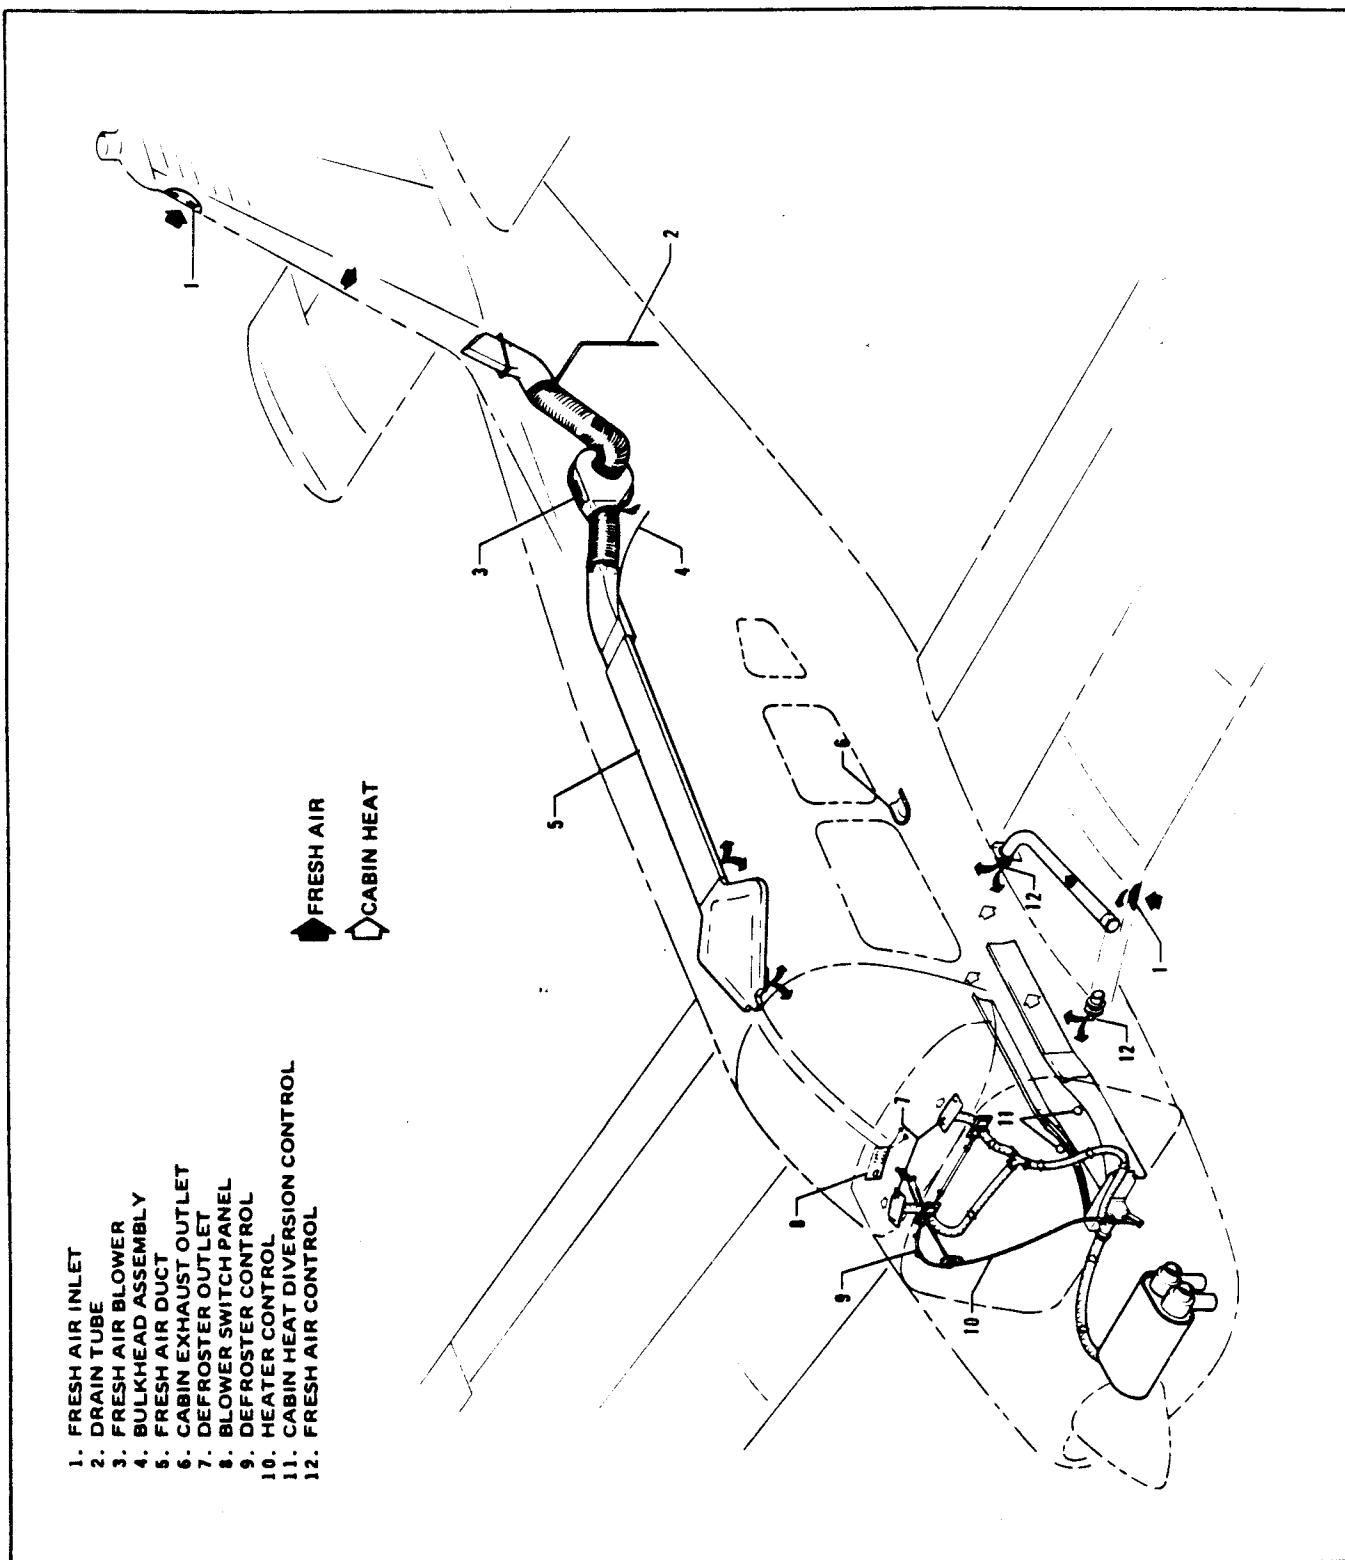 1. FRESH AIR INLET
2. DRAIN TUBE
3. FRESH AIR BLOWER
4. BULKHEAD ASSEMBLY
5. FRESH AIR DUCT
6. CABIN EXHAUST OUTLET
7. DEFROSTER OUTLET
8. BLOWER SWITCH PANEL
9. DEFROSTER CONTROL
10. HEATER CONTROL
11. CABIN HEAT DIVERSION CONTROL
12. FRESH AIR CONTROL
FRESH AIR
CABIN HEAT
1
2
3
4
5
6
7
8
9
10
11
12
12
1